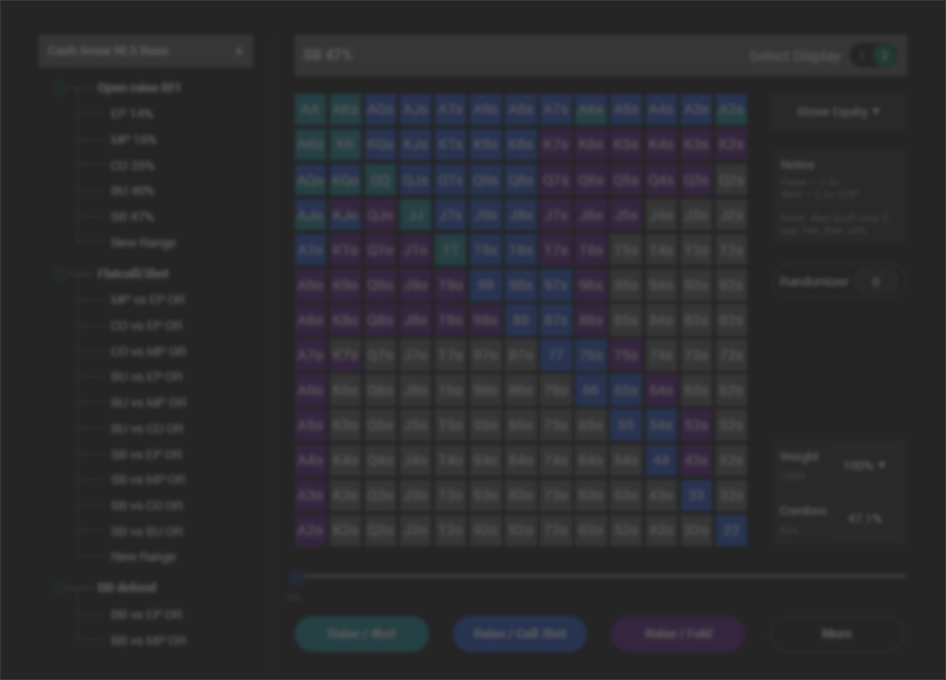 Cash Game NL5 Base
SB 47%
Select Display 1 2
Open raise RFI
EP 14%
MP 16%
CO 25%
BU 40%
SB 47%
New Range
Flatcall/3bet
MP vs EP OR
CO vs EP OR
CO vs MP OR
BU vs EP OR
BU vs MP OR
BU vs CO OR
SB vs EP OR
SB vs MP OR
SB vs CO OR
SB vs BU OR
New Range
BB defend
BB vs EP OR
BB vs MP OR
AA AKs AQs AJs ATs A9s A8s A7s A6s A5s A4s A3s A2s
AKo KK KQs KJs KTs K9s K8s K7s K6s K5s K4s K3s K2s
AQo KQo QQ QJs QTs Q9s Q8s Q7s Q6s Q5s Q4s Q3s Q2s
AJo KJo QJo JJ JTs J9s J8s J7s J6s J5s J4s J3s J2s
ATo KTo QTo JTo TT T9s T8s T7s T6s T5s T4s T3s T2s
A9o K9o Q9o J9o T9o 99 98s 97s 96s 95s 94s 93s 92s
A8o K8o Q8o J8o T8o 98o 88 87s 86s 85s 84s 83s 82s
A7o K7o Q7o J7o T7o 97o 87o 77 76s 75s 74s 73s 72s
A6o K6o Q6o J6o T6o 96o 86o 76o 66 65s 64s 63s 62s
A5o K5o Q5o J5o T5o 95o 85o 75o 65o 55 54s 53s 52s
A4o K4o Q4o J4o T4o 94o 84o 74o 64o 54o 44 43s 42s
A3o K3o Q3o J3o T3o 93o 83o 73o 63o 53o 43o 33 32s
A2o K2o Q2o J2o T2o 92o 82o 72o 62o 52o 42o 32o 22
Show Equity
Notes
Randomizer 0
Weight
100%
Combos
47.1%
Raise / 4bet
Raise / Call 3bet
Raise / Fold
More